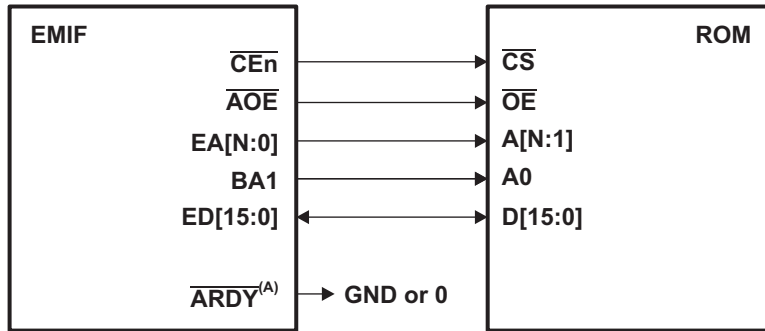 EMIF
ROM
CEn
CS
AOE
OE
EA[N:0]
A[N:1]
BA1
A0
ED[15:0]
D[15:0]
ARDY(A)
GND or 0